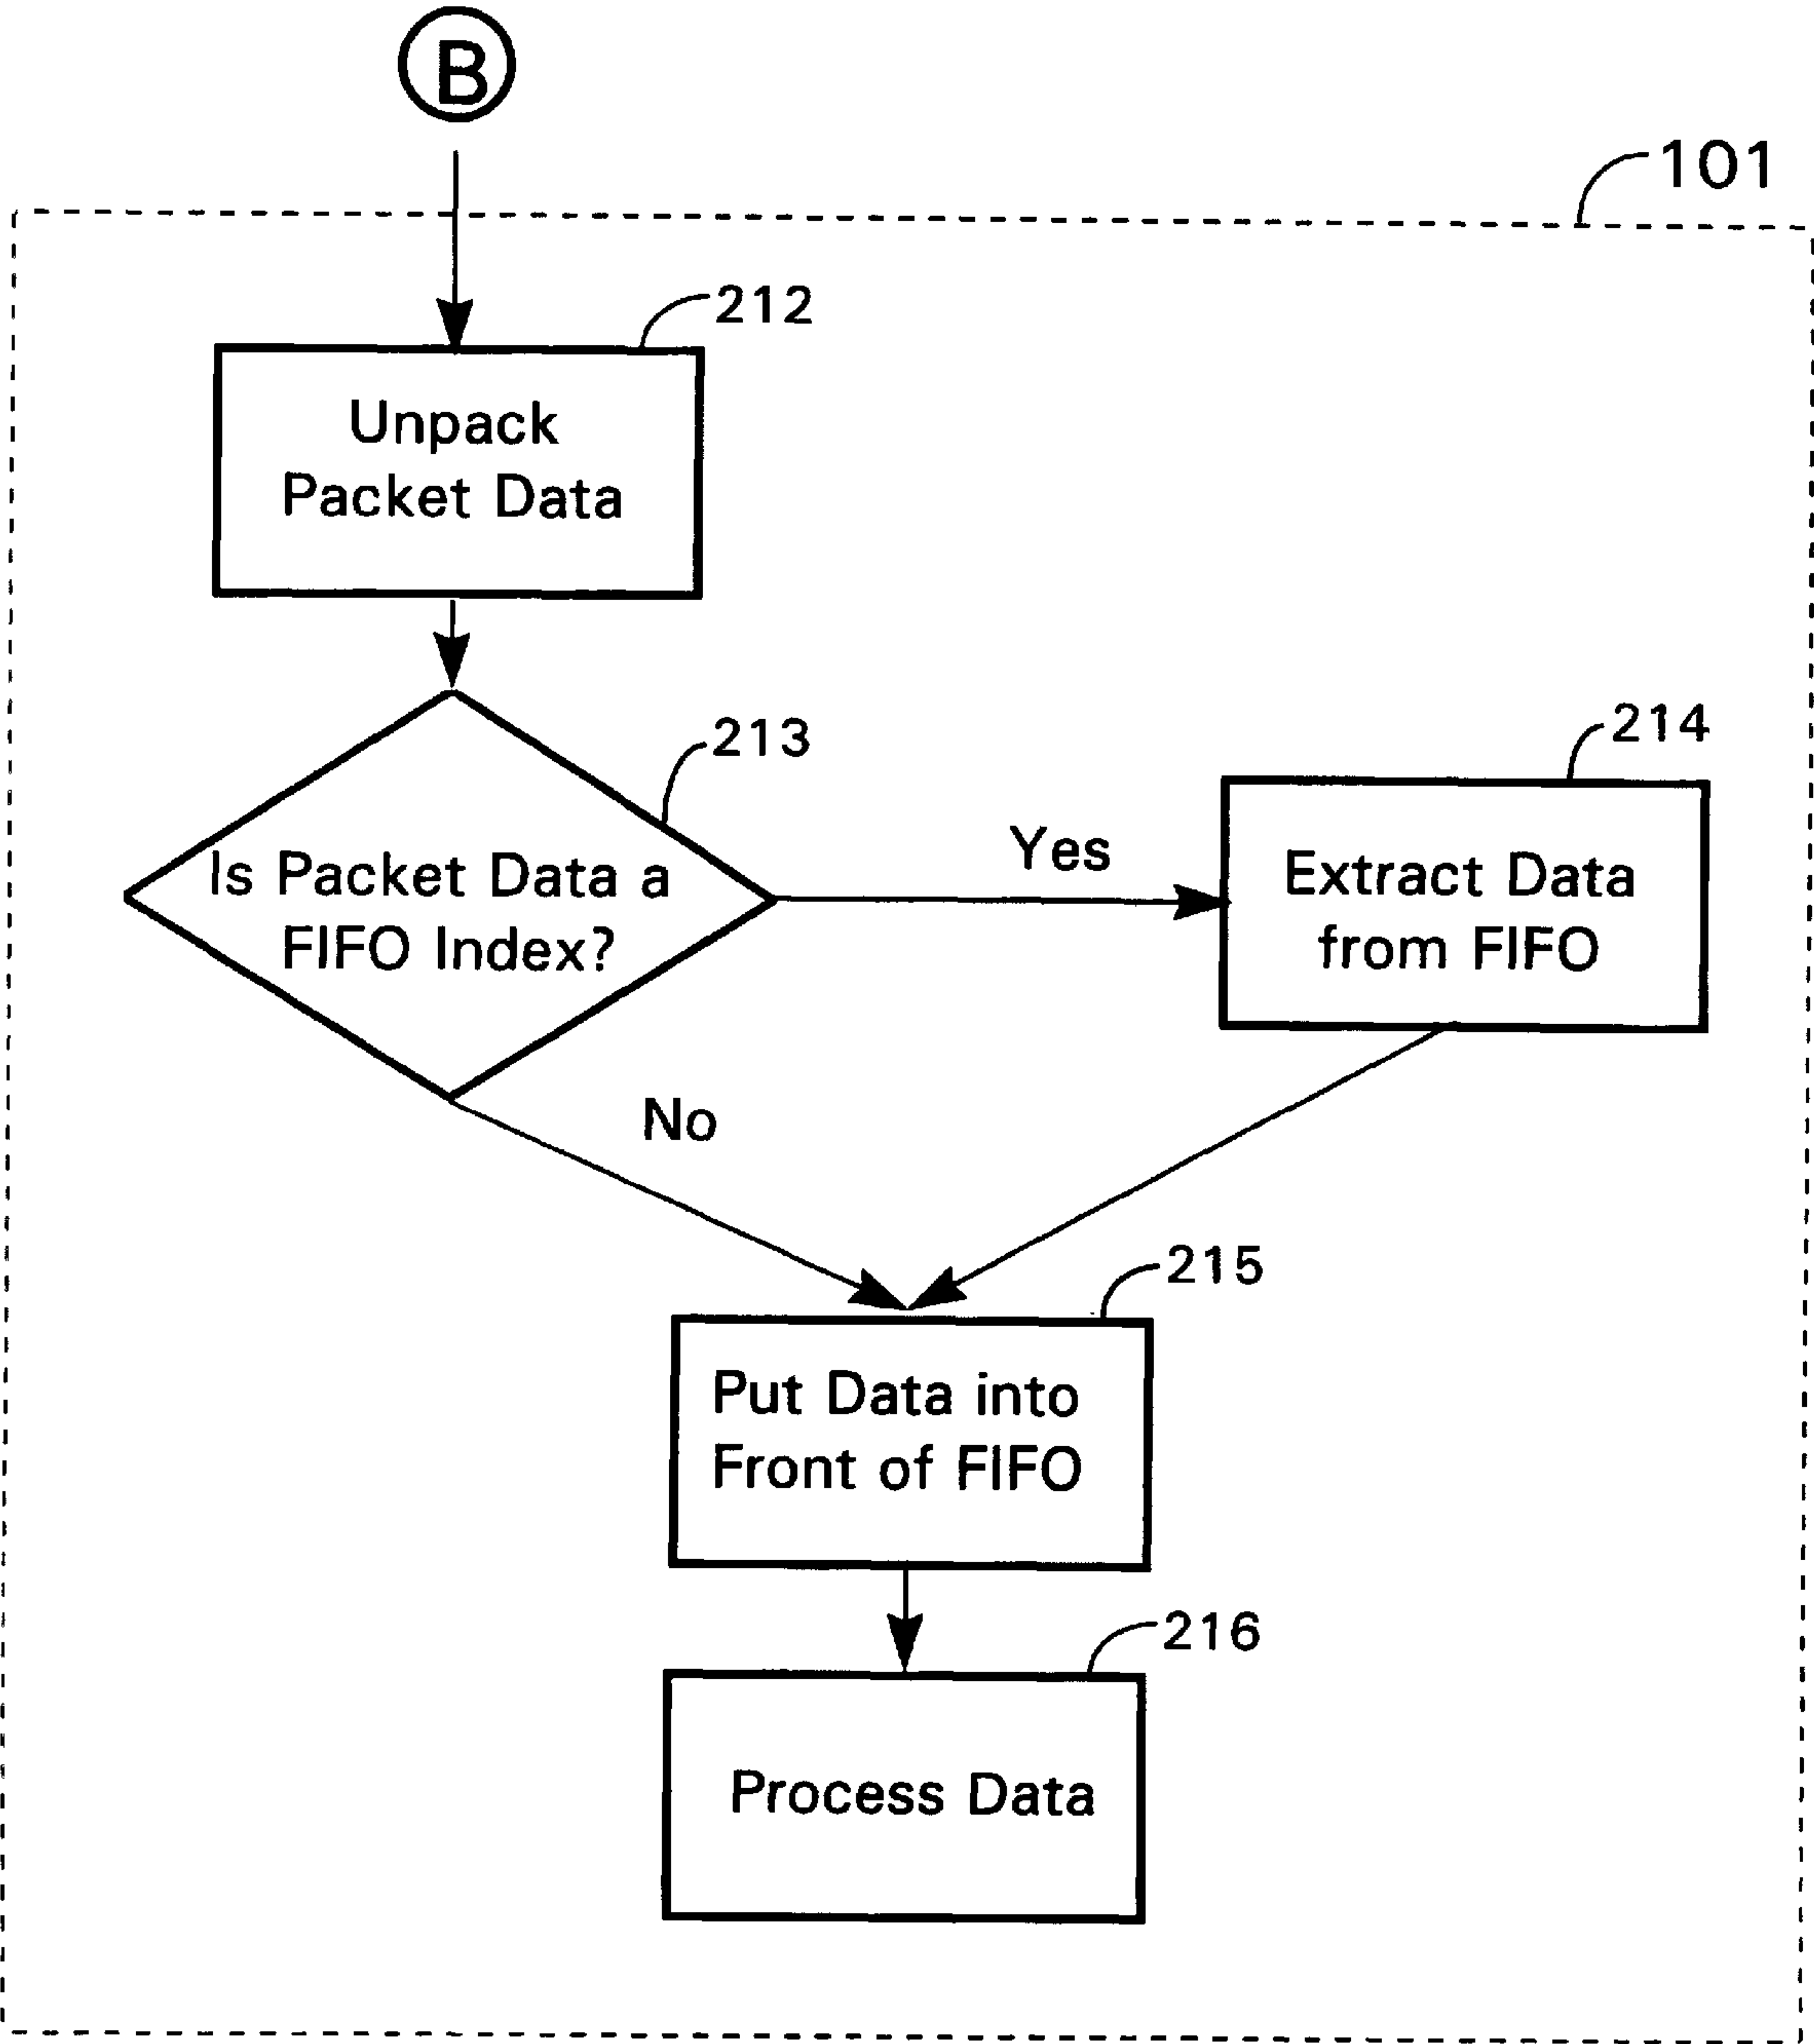 B
101
212
Unpack
Packet Data
213
Is Packet Data a
FIFO Index?
Yes
214
Extract Data
from FIFO
No
215
Put Data into
Front of FIFO
216
Process Data